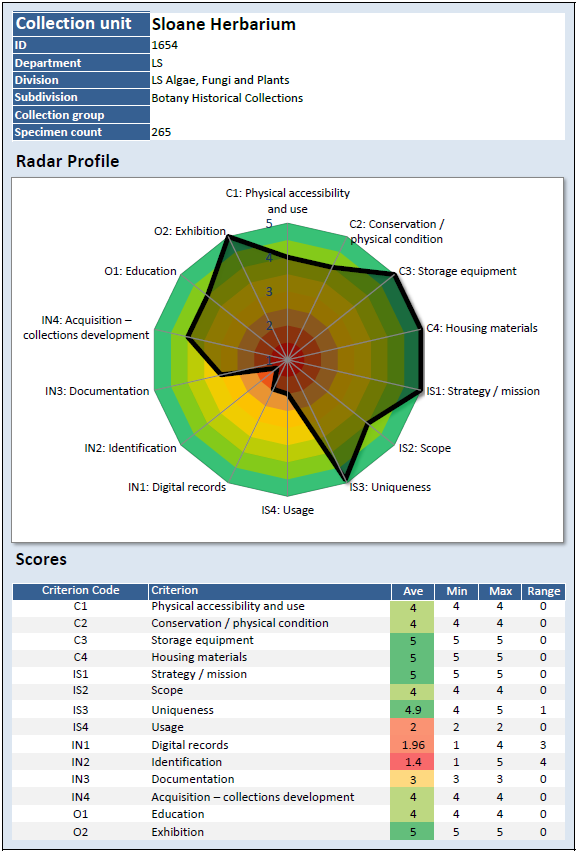 Collection unit Sloane Herbarium
ID 1654
Department LS
Division LS Algae, Fungi and Plants
Subdivision Botany Historical Collections
Collection group
Specimen count 265
Radar Profile
C1: Physical accessibility
and use
C2: Conservation /
physical condition
C3: Storage equipment
C4: Housing materials
IS1: Strategy / mission
IS2: Scope
IS3: Uniqueness
IS4: Usage
IN1: Digital records
IN2: Identification
IN3: Documentation
IN4: Acquisition –
collections development
O1: Education
O2: Exhibition
5
4
3
2
Scores
Criterion Code Criterion Ave Min Max Range
C1 Physical accessibility and use 4 4 4 0
C2 Conservation / physical condition 4 4 4 0
C3 Storage equipment 5 5 5 0
C4 Housing materials 5 5 5 0
IS1 Strategy / mission 5 5 5 0
IS2 Scope 4 4 4 0
IS3 Uniqueness 4.9 4 5 1
IS4 Usage 2 2 2 0
IN1 Digital records 1.96 1 4 3
IN2 Identification 1.4 1 5 4
IN3 Documentation 3 3 3 0
IN4 Acquisition – collections development 4 4 4 0
O1 Education 4 4 4 0
O2 Exhibition 5 5 5 0